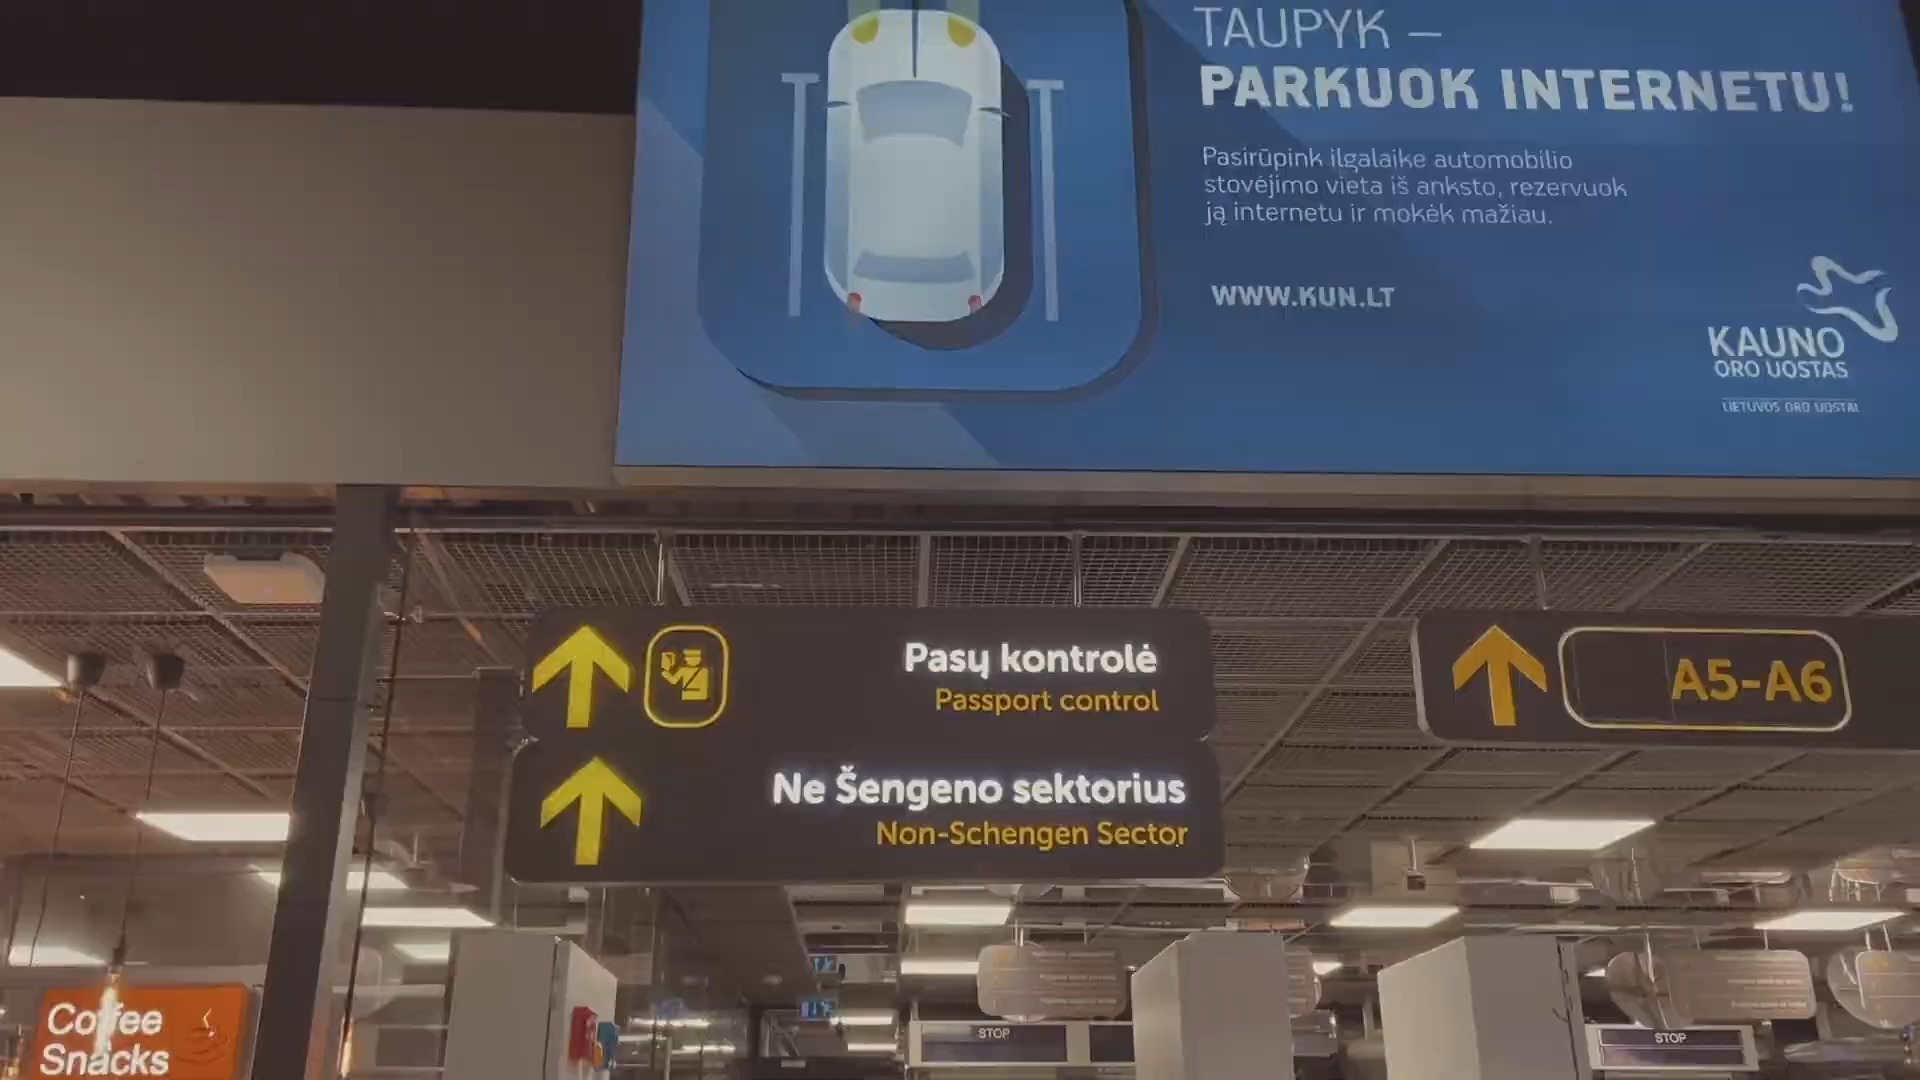 TAUPYK –
PARKUOK INTERNETU!
Pasirūpink ilgalaike automobilio
stovėjimo vieta iš anksto, rezervuok
ją internetu ir mokėk mažiau.
WWW.KUN.LT
KAUNO
ORO UOSTAS
LIETUVOS ORO UOSTAI
Pasų kontrolė
Passport control
A5-A6
Ne Šengeno sektorius
Non-Schengen Sector
Coffee
Snacks
STOP
STOP